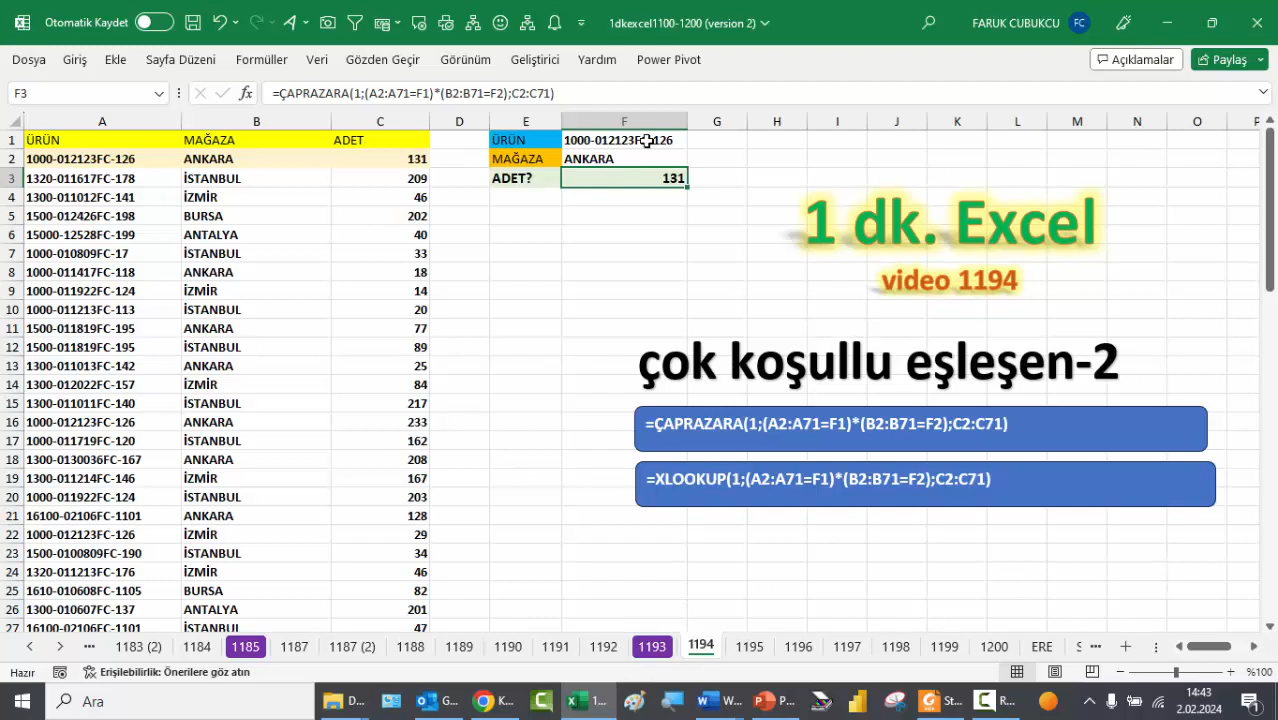 Otomatik Kaydet
1dkexcel1100-1200 (version 2)
FARUK CUBUKCU FC
Dosya Giriş Ekle Sayfa Düzeni Formüller Veri Gözden Geçir Görünüm Geliştirici Yardım Power Pivot Açıklamalar Paylaş
F3 fx =ÇAPRAZARA(1;(A2:A71=F1)*(B2:B71=F2);C2:C71)
A B C D E F G H I J K L M N O P
1 ÜRÜN MAĞAZA ADET ÜRÜN 1000-012123FC-126
2 1000-012123FC-126 ANKARA 131 MAĞAZA ANKARA
3 1320-011617FC-178 İSTANBUL 209 ADET? 131
4 1300-011012FC-141 İZMİR 46
5 1500-012426FC-198 BURSA 202
6 15000-12528FC-199 ANTALYA 40
7 1000-010809FC-17 İSTANBUL 33
8 1000-011417FC-118 ANKARA 18
9 1000-011922FC-124 İZMİR 14
10 1000-011213FC-113 İSTANBUL 20
11 1500-011819FC-195 ANKARA 77
12 1500-011819FC-195 İSTANBUL 89
13 1300-011013FC-142 ANKARA 25
14 1300-012022FC-157 İZMİR 84
15 1300-011011FC-140 İSTANBUL 217
16 1000-012123FC-126 ANKARA 233
17 1000-011719FC-120 İSTANBUL 162
18 1300-0130036FC-167 ANKARA 208
19 1300-011214FC-146 İZMİR 167
20 1000-011922FC-124 İSTANBUL 203
21 16100-02106FC-1101 ANKARA 128
22 1000-012123FC-126 İZMİR 29
23 1500-0100809FC-190 İSTANBUL 34
24 1320-011213FC-176 İZMİR 46
25 1610-010608FC-1105 BURSA 82
26 1300-010607FC-137 ANTALYA 201
27 16100-02106FC-1101 İSTANBUL 47
1 dk. Excel
video 1194
çok koşullu eşleşen-2
=ÇAPRAZARA(1;(A2:A71=F1)*(B2:B71=F2);C2:C71)
=XLOOKUP(1;(A2:A71=F1)*(B2:B71=F2);C2:C71)
1183 (2) 1184 1185 1187 1187 (2) 1188 1189 1190 1191 1192 1193 1194 1195 1196 1197 1198 1199 1200 ERE S
Hazır Erişilebilirlik: Önerilere göz atın %100
Ara D... G... K... 1... W... P... St... R... 14:43
2.02.2024